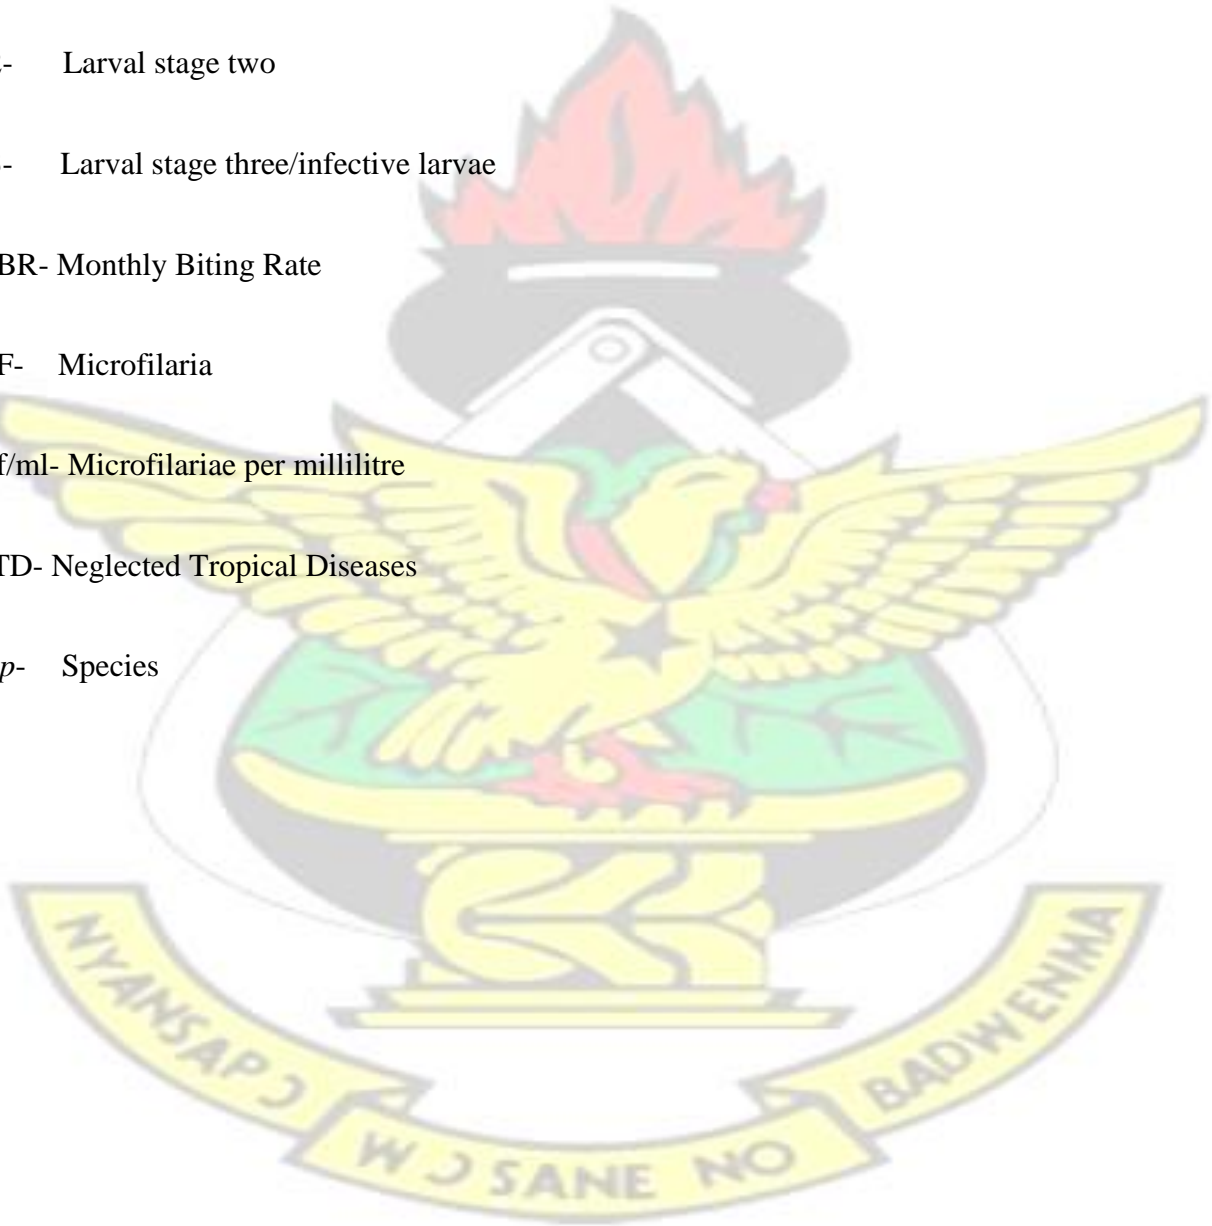 - Larval stage two
- Larval stage three/infective larvae
BR- Monthly Biting Rate
F- Microfilaria
f/ml- Microfilariae per millilitre
TD- Neglected Tropical Diseases
p- Species
NYANSAPƆ
WƆ SANE NO
BADWENMA